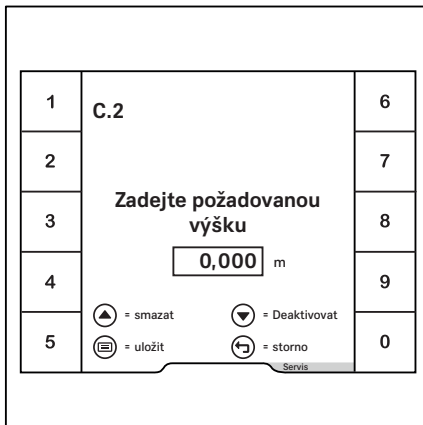 1
2
3
4
5
C.2
Zadejte požadovanou
výšku
0,000 m
= smazat = Deaktivovat
= uložit = storno
Servis
6
7
8
9
0